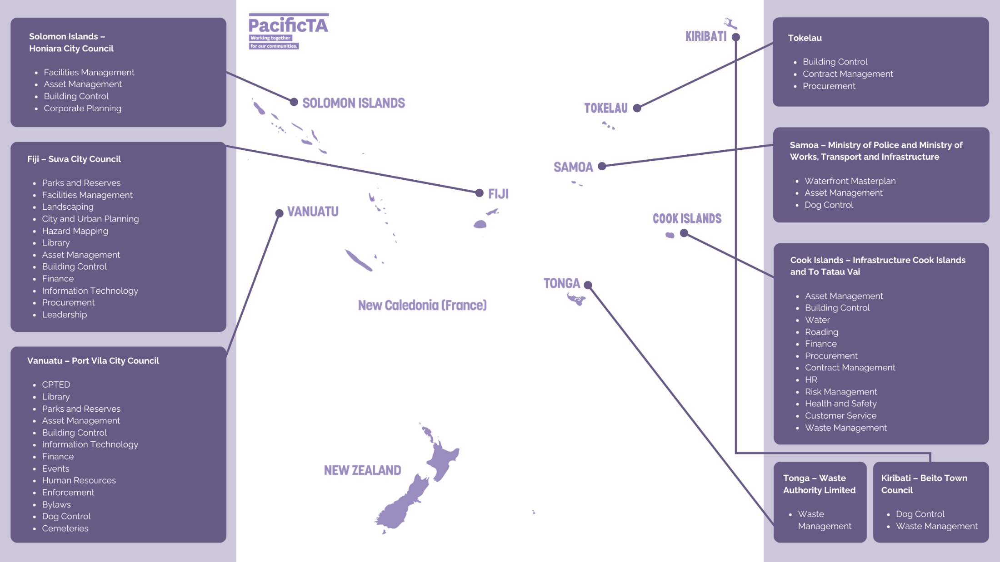 Solomon Islands –
Honiara City Council
Facilities Management
Asset Management
Building Control
Corporate Planning
Fiji – Suva City Council
Parks and Reserves
Facilities Management
Landscaping
City and Urban Planning
Hazard Mapping
Library
Asset Management
Building Control
Finance
Information Technology
Procurement
Leadership
Vanuatu – Port Vila City Council
CPTED
Library
Parks and Reserves
Asset Management
Building Control
Information Technology
Finance
Events
Human Resources
Enforcement
Bylaws
Dog Control
Cemeteries
PacificTA
Working together
for our communities.
KIRIBATI
SOLOMON ISLANDS
TOKELAU
SAMOA
FIJI
VANUATU
COOK ISLANDS
TONGA
New Caledonia (France)
NEW ZEALAND
Tokelau
Building Control
Contract Management
Procurement
Samoa – Ministry of Police and Ministry of
Works, Transport and Infrastructure
Waterfront Masterplan
Asset Management
Dog Control
Cook Islands – Infrastructure Cook Islands
and To Tatau Vai
Asset Management
Building Control
Water
Roading
Finance
Procurement
Contract Management
HR
Risk Management
Health and Safety
Customer Service
Waste Management
Tonga – Waste
Authority Limited
Waste
Management
Kiribati – Beito Town
Council
Dog Control
Waste Management